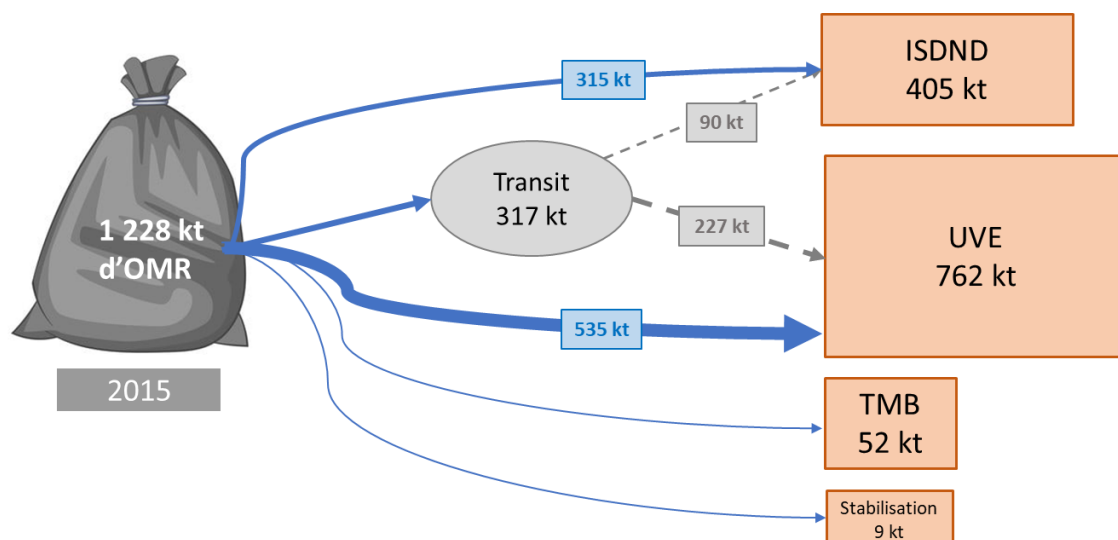 1 228 kt
d'OMR
2015
315 kt
90 kt
Transit
317 kt
227 kt
535 kt
ISDND
405 kt
UVE
762 kt
TMB
52 kt
Stabilisation
9 kt